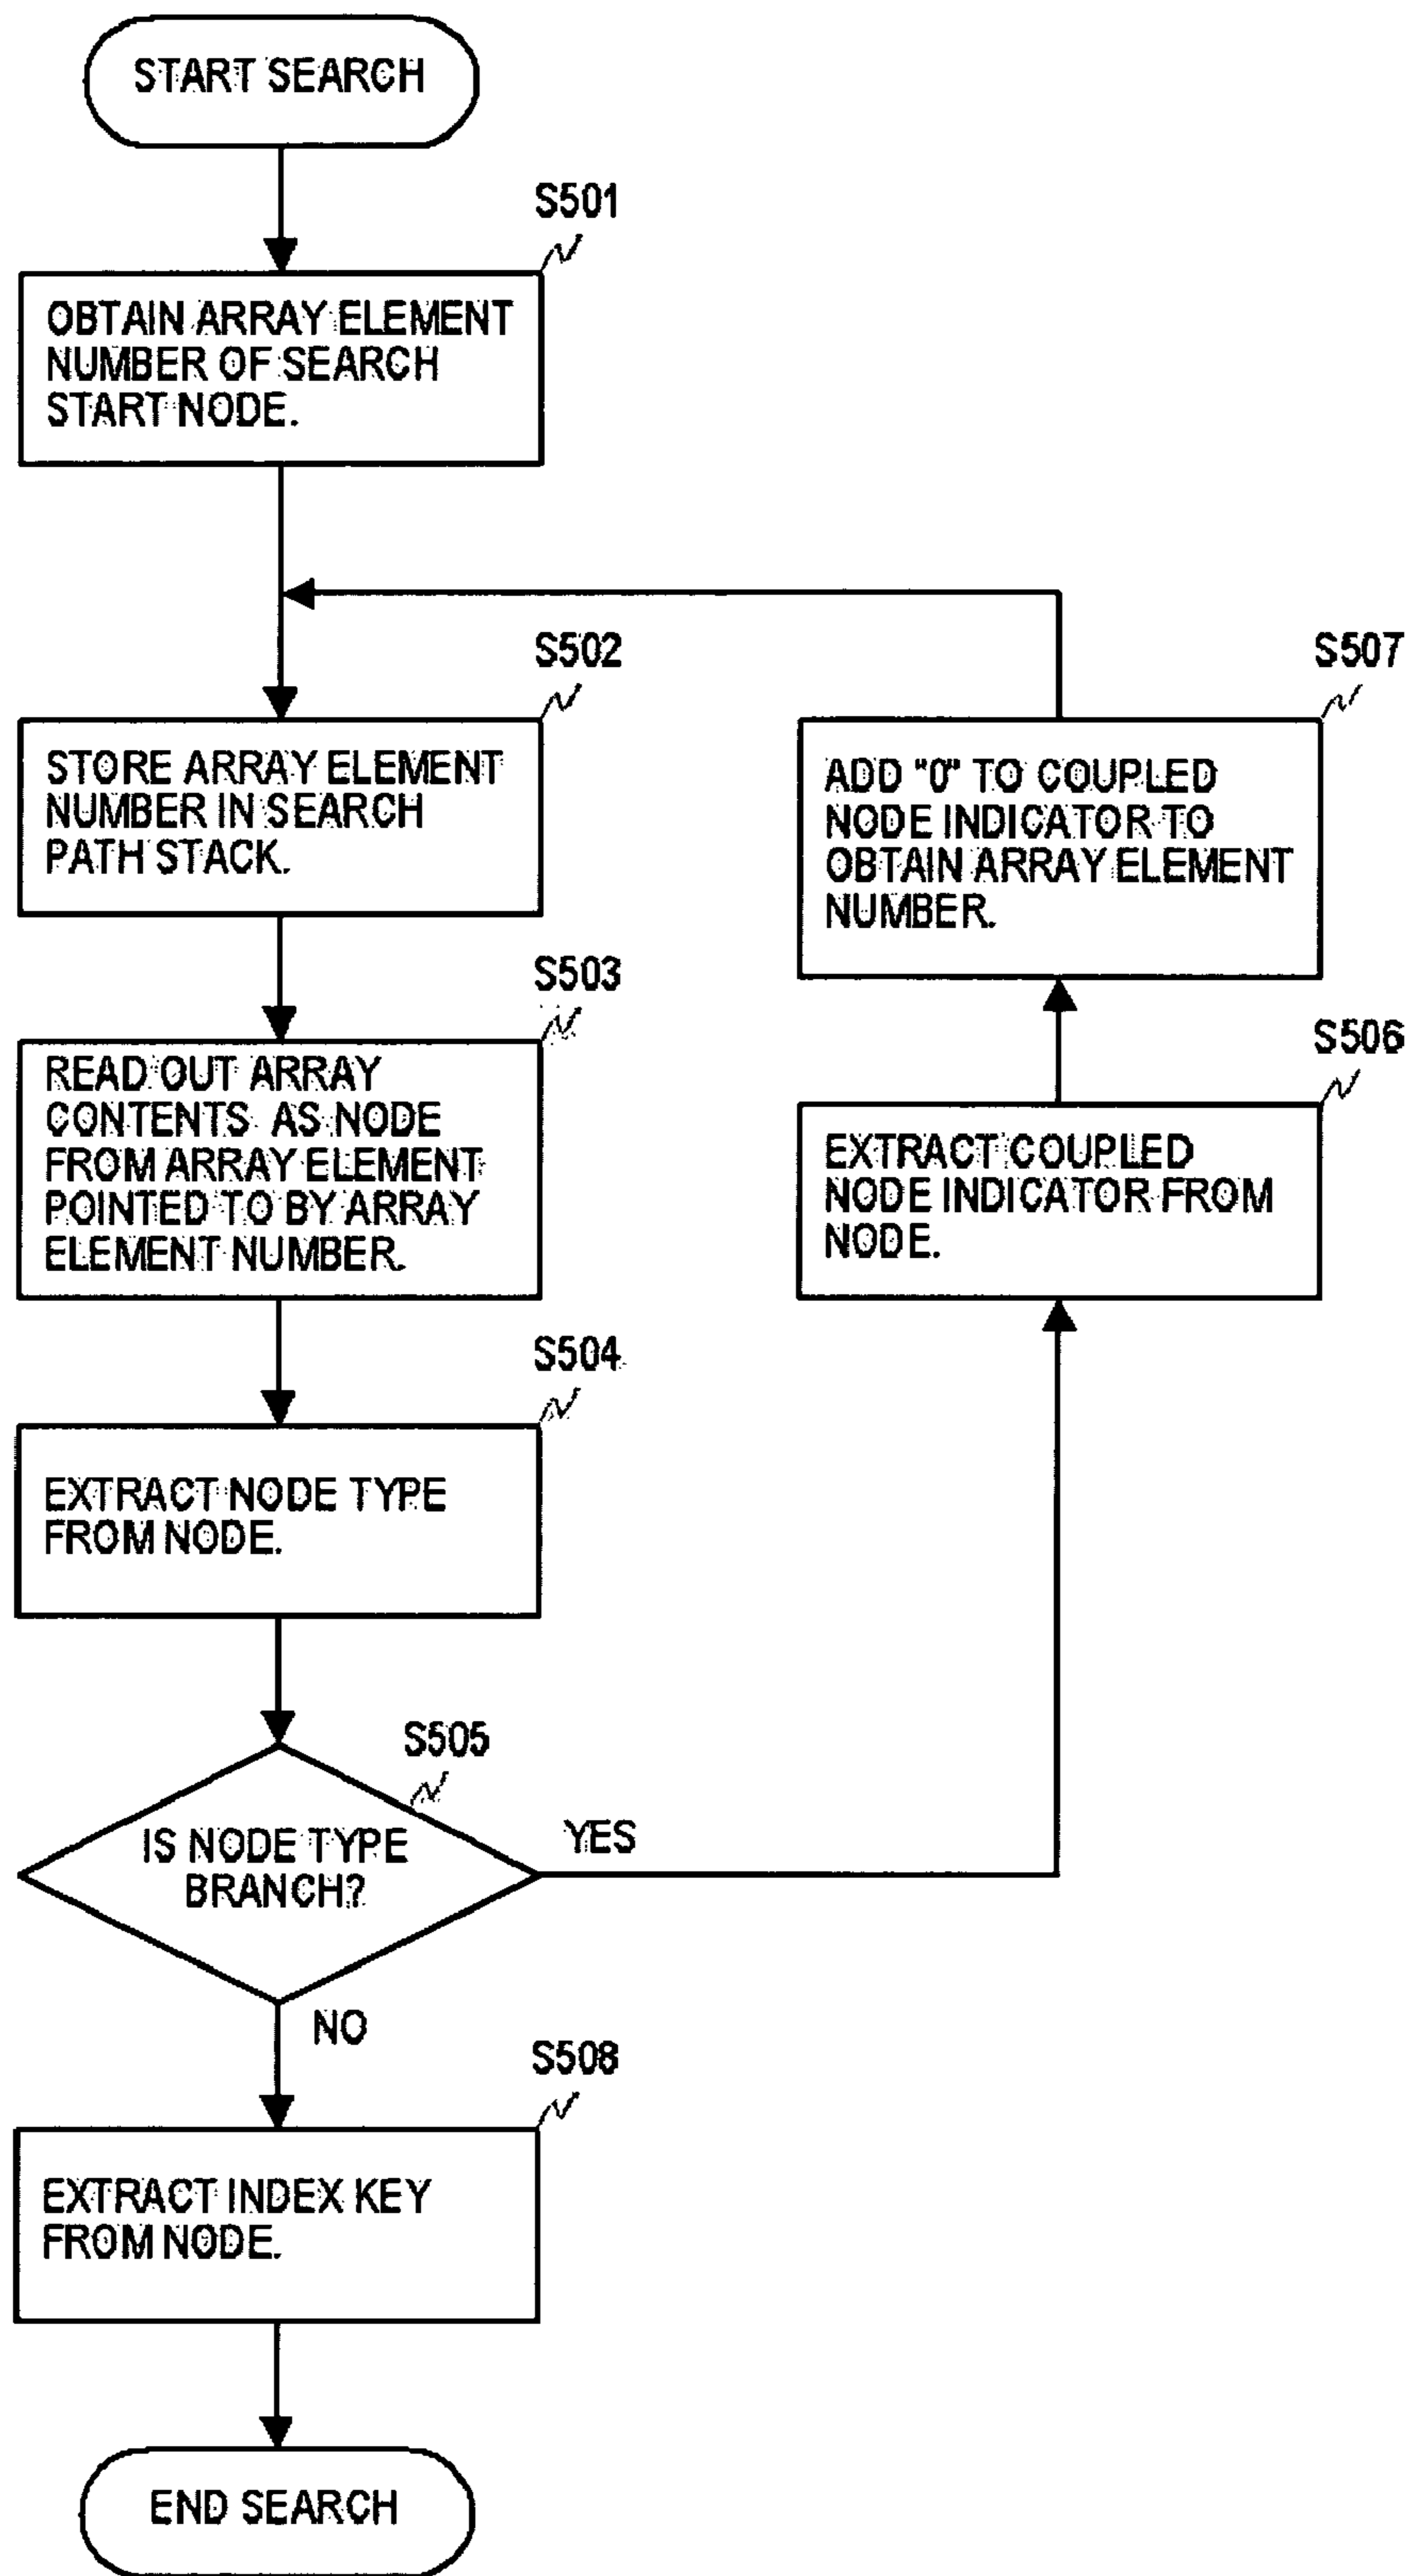 START SEARCH
S501
OBTAIN ARRAY ELEMENT
NUMBER OF SEARCH
START NODE.
S502
STORE ARRAY ELEMENT
NUMBER IN SEARCH
PATH STACK.
S503
READ OUT ARRAY
CONTENTS AS NODE
FROM ARRAY ELEMENT
POINTED TO BY ARRAY
ELEMENT NUMBER.
S504
EXTRACT NODE TYPE
FROM NODE.
S505
IS NODE TYPE
BRANCH?
YES
NO
S507
ADD "0" TO COUPLED
NODE INDICATOR TO
OBTAIN ARRAY ELEMENT
NUMBER.
S506
EXTRACT COUPLED
NODE INDICATOR FROM
NODE.
S508
EXTRACT INDEX KEY
FROM NODE.
END SEARCH